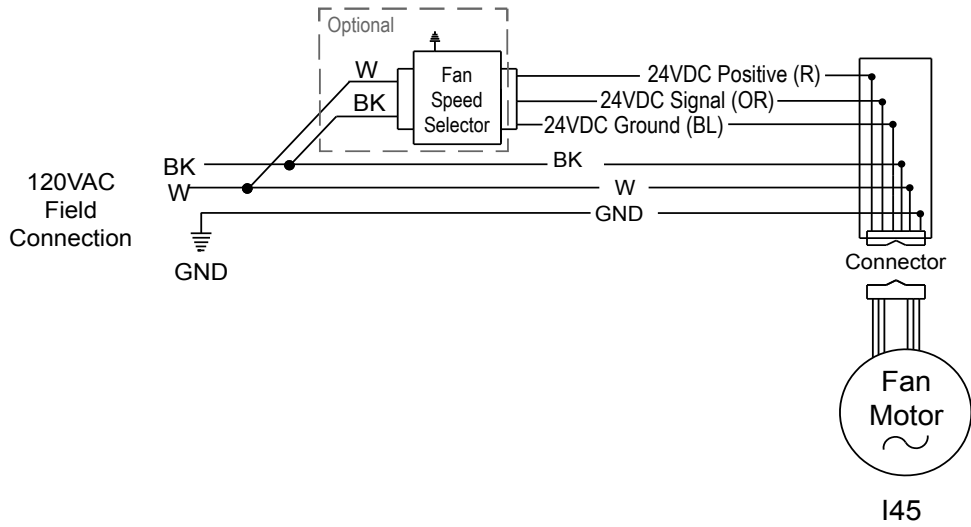 Optional
W
BK
Fan
Speed
Selector
24VDC Positive (R)
24VDC Signal (OR)
24VDC Ground (BL)
BK
BK
W
W
GND
120VAC
Field
Connection
GND
Connector
Fan
Motor
I45